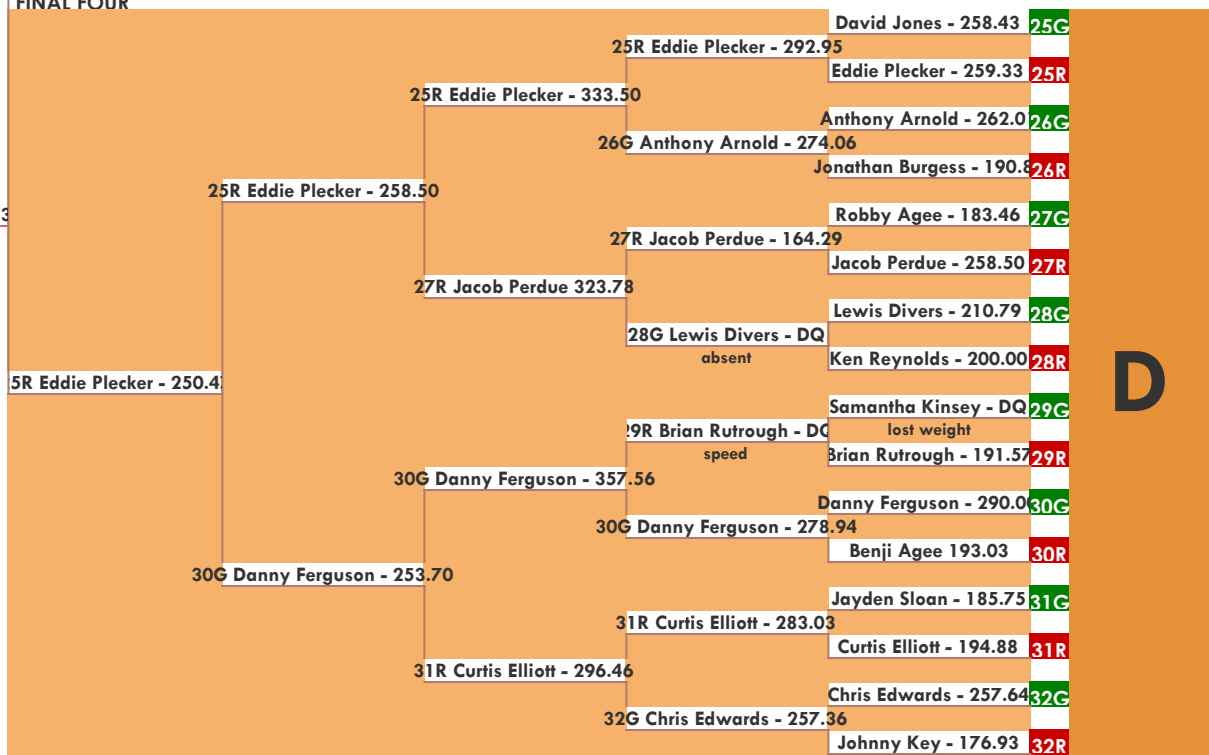 FINAL FOUR
David Jones - 258.43 25G
25R Eddie Plecker - 292.95
Eddie Plecker - 259.33 25R
25R Eddie Plecker - 333.50
Anthony Arnold - 262.0 26G
26G Anthony Arnold - 274.06
Jonathan Burgess - 190.8 26R
25R Eddie Plecker - 258.50
3
Robby Agee - 183.46 27G
27R Jacob Perdue - 164.29
Jacob Perdue - 258.50 27R
27R Jacob Perdue 323.78
Lewis Divers - 210.79 28G
28G Lewis Divers - DQ
absent
Ken Reynolds - 200.00 28R
5R Eddie Plecker - 250.4
D
Samantha Kinsey - DQ 29G
lost weight
29R Brian Rutrough - DQ
speed
Brian Rutrough - 191.57 29R
30G Danny Ferguson - 357.56
Danny Ferguson - 290.00 30G
30G Danny Ferguson - 278.94
Benji Agee 193.03 30R
30G Danny Ferguson - 253.70
Jayden Sloan - 185.75 31G
31R Curtis Elliott - 283.03
Curtis Elliott - 194.88 31R
31R Curtis Elliott - 296.46
Chris Edwards - 257.64 32G
32G Chris Edwards - 257.36
Johnny Key - 176.93 32R